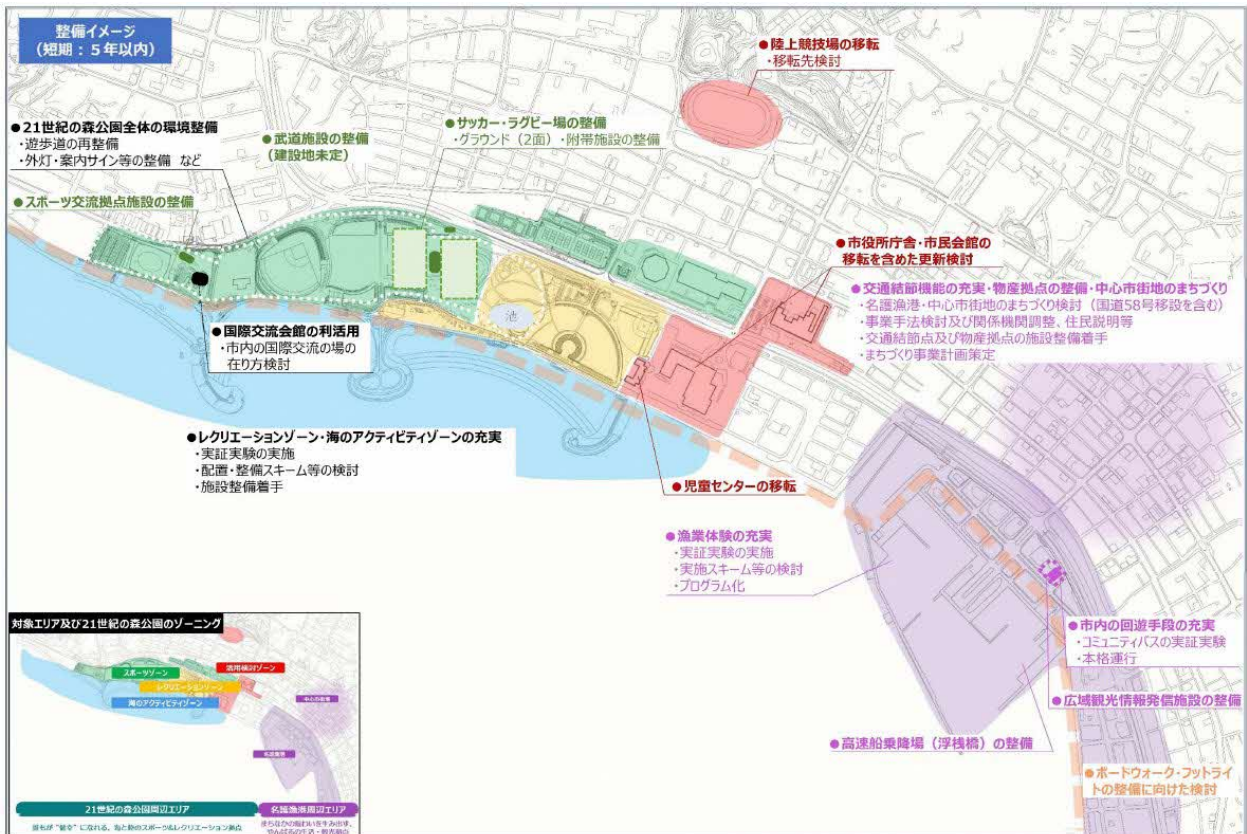 整備イメージ
（短期：５年以内）
●陸上競技場の移転
・移転先検討
●21世紀の森公園全体の環境整備
・遊歩道の再整備
・外灯・案内サイン等の整備 など
●武道施設の整備
（建設地未定）
●サッカー・ラグビー場の整備
・グラウンド（2面）・附帯施設の整備
●スポーツ交流拠点施設の整備
●市役所庁舎・市民会館の
移転を含めた更新検討
●交通結節機能の充実・物産拠点の整備・中心市街地のまちづくり
・名護漁港・中心市街地のまちづくり検討（国道58号移設を含む）
・事業手法検討及び関係機関調整、住民説明等
・交通結節点及び物産拠点の施設整備着手
・まちづくり事業計画策定
池
●国際交流会館の利活用
・市内の国際交流の場の
在り方検討
●レクリエーションゾーン・海のアクティビティゾーンの充実
・実証実験の実施
・配置・整備スキーム等の検討
・施設整備着手
●児童センターの移転
●漁業体験の充実
・実証実験の実施
・実施スキーム等の検討
・プログラム化
●市内の回遊手段の充実
・コミュニティバスの実証実験
・本格運行
●広域観光情報発信施設の整備
●高速船乗降場（浮桟橋）の整備
●ボードウォーク・フットライ
トの整備に向けた検討
対象エリア及び21世紀の森公園のゾーニング
スポーツゾーン
活用検討ゾーン
レクリエーションゾーン
海のアクティビティゾーン
中心市街地
名護漁港
21世紀の森公園周辺エリア
名護漁港周辺エリア